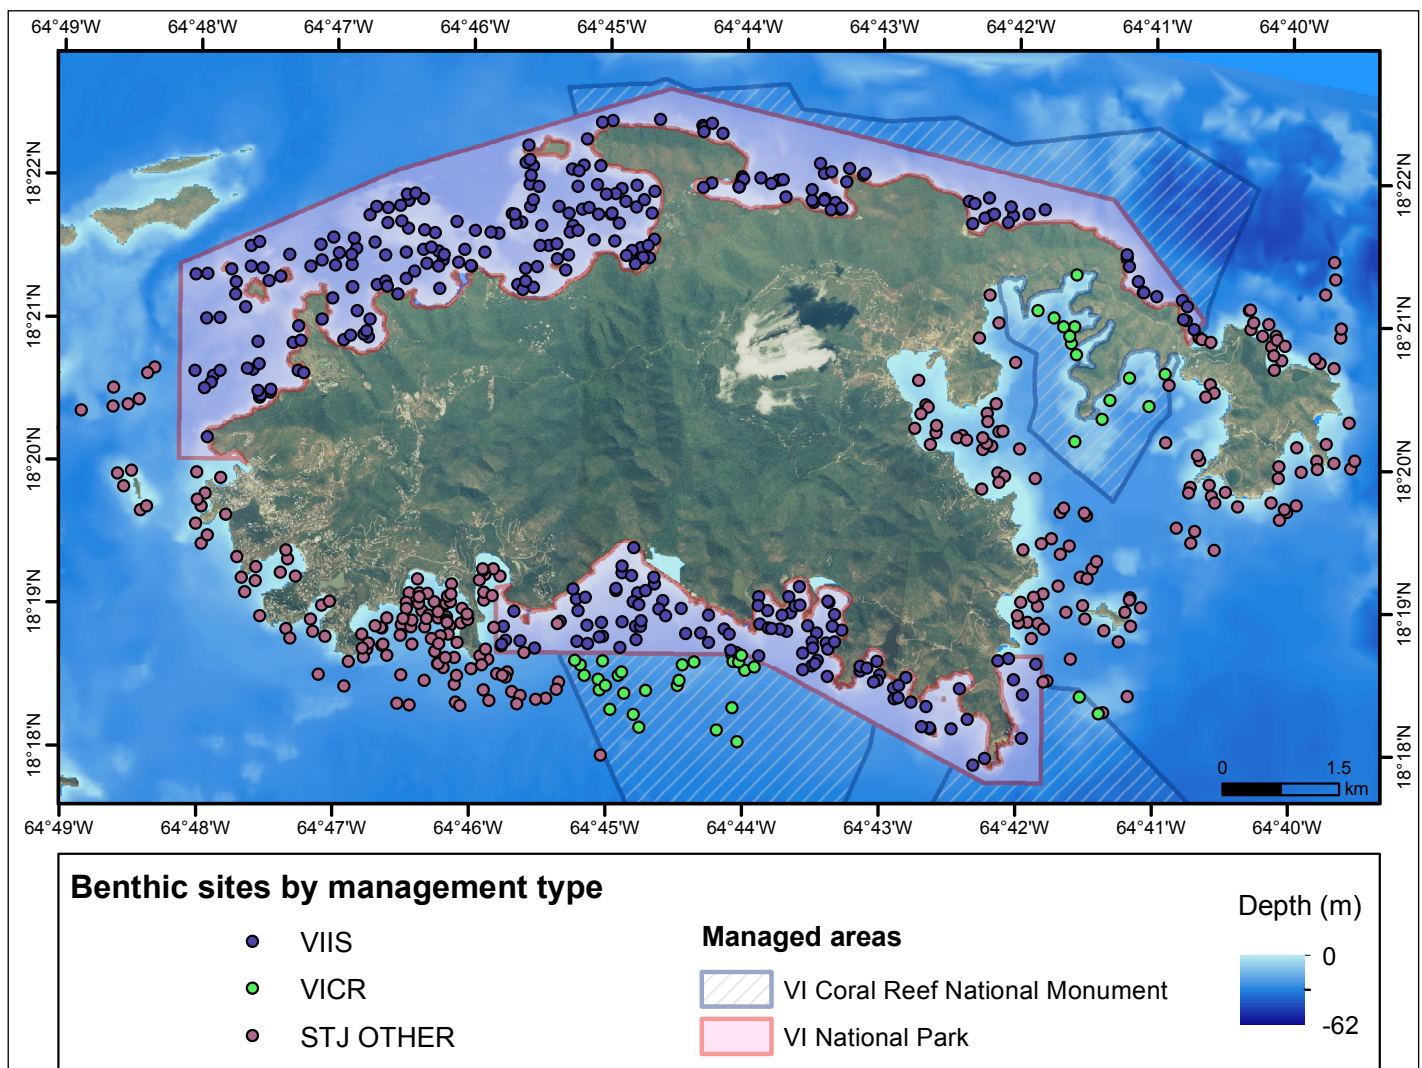 64°49'W 64°48'W 64°47'W 64°46'W 64°45'W 64°44'W 64°43'W 64°42'W 64°41'W 64°40'W
18°22'N 18°22'N
18°21'N 18°21'N
18°20'N 18°20'N
18°19'N 18°19'N
18°18'N 18°18'N
0 1.5
km
64°49'W 64°48'W 64°47'W 64°46'W 64°45'W 64°44'W 64°43'W 64°42'W 64°41'W 64°40'W
Benthic sites by management type
VIIS
VICR
STJ OTHER
Managed areas
VI Coral Reef National Monument
VI National Park
Depth (m)
0
-62